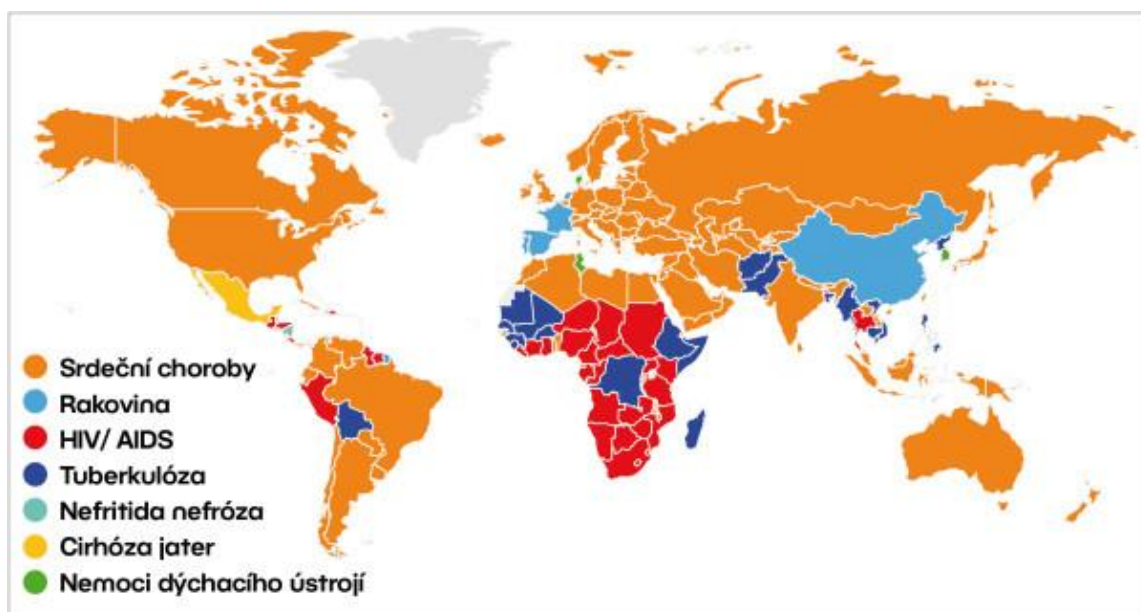 Srdeční choroby
Rakovina
HIV/ AIDS
Tuberkulóza
Nefritida nefróza
Cirhóza jater
Nemoci dýchacího ústrojí